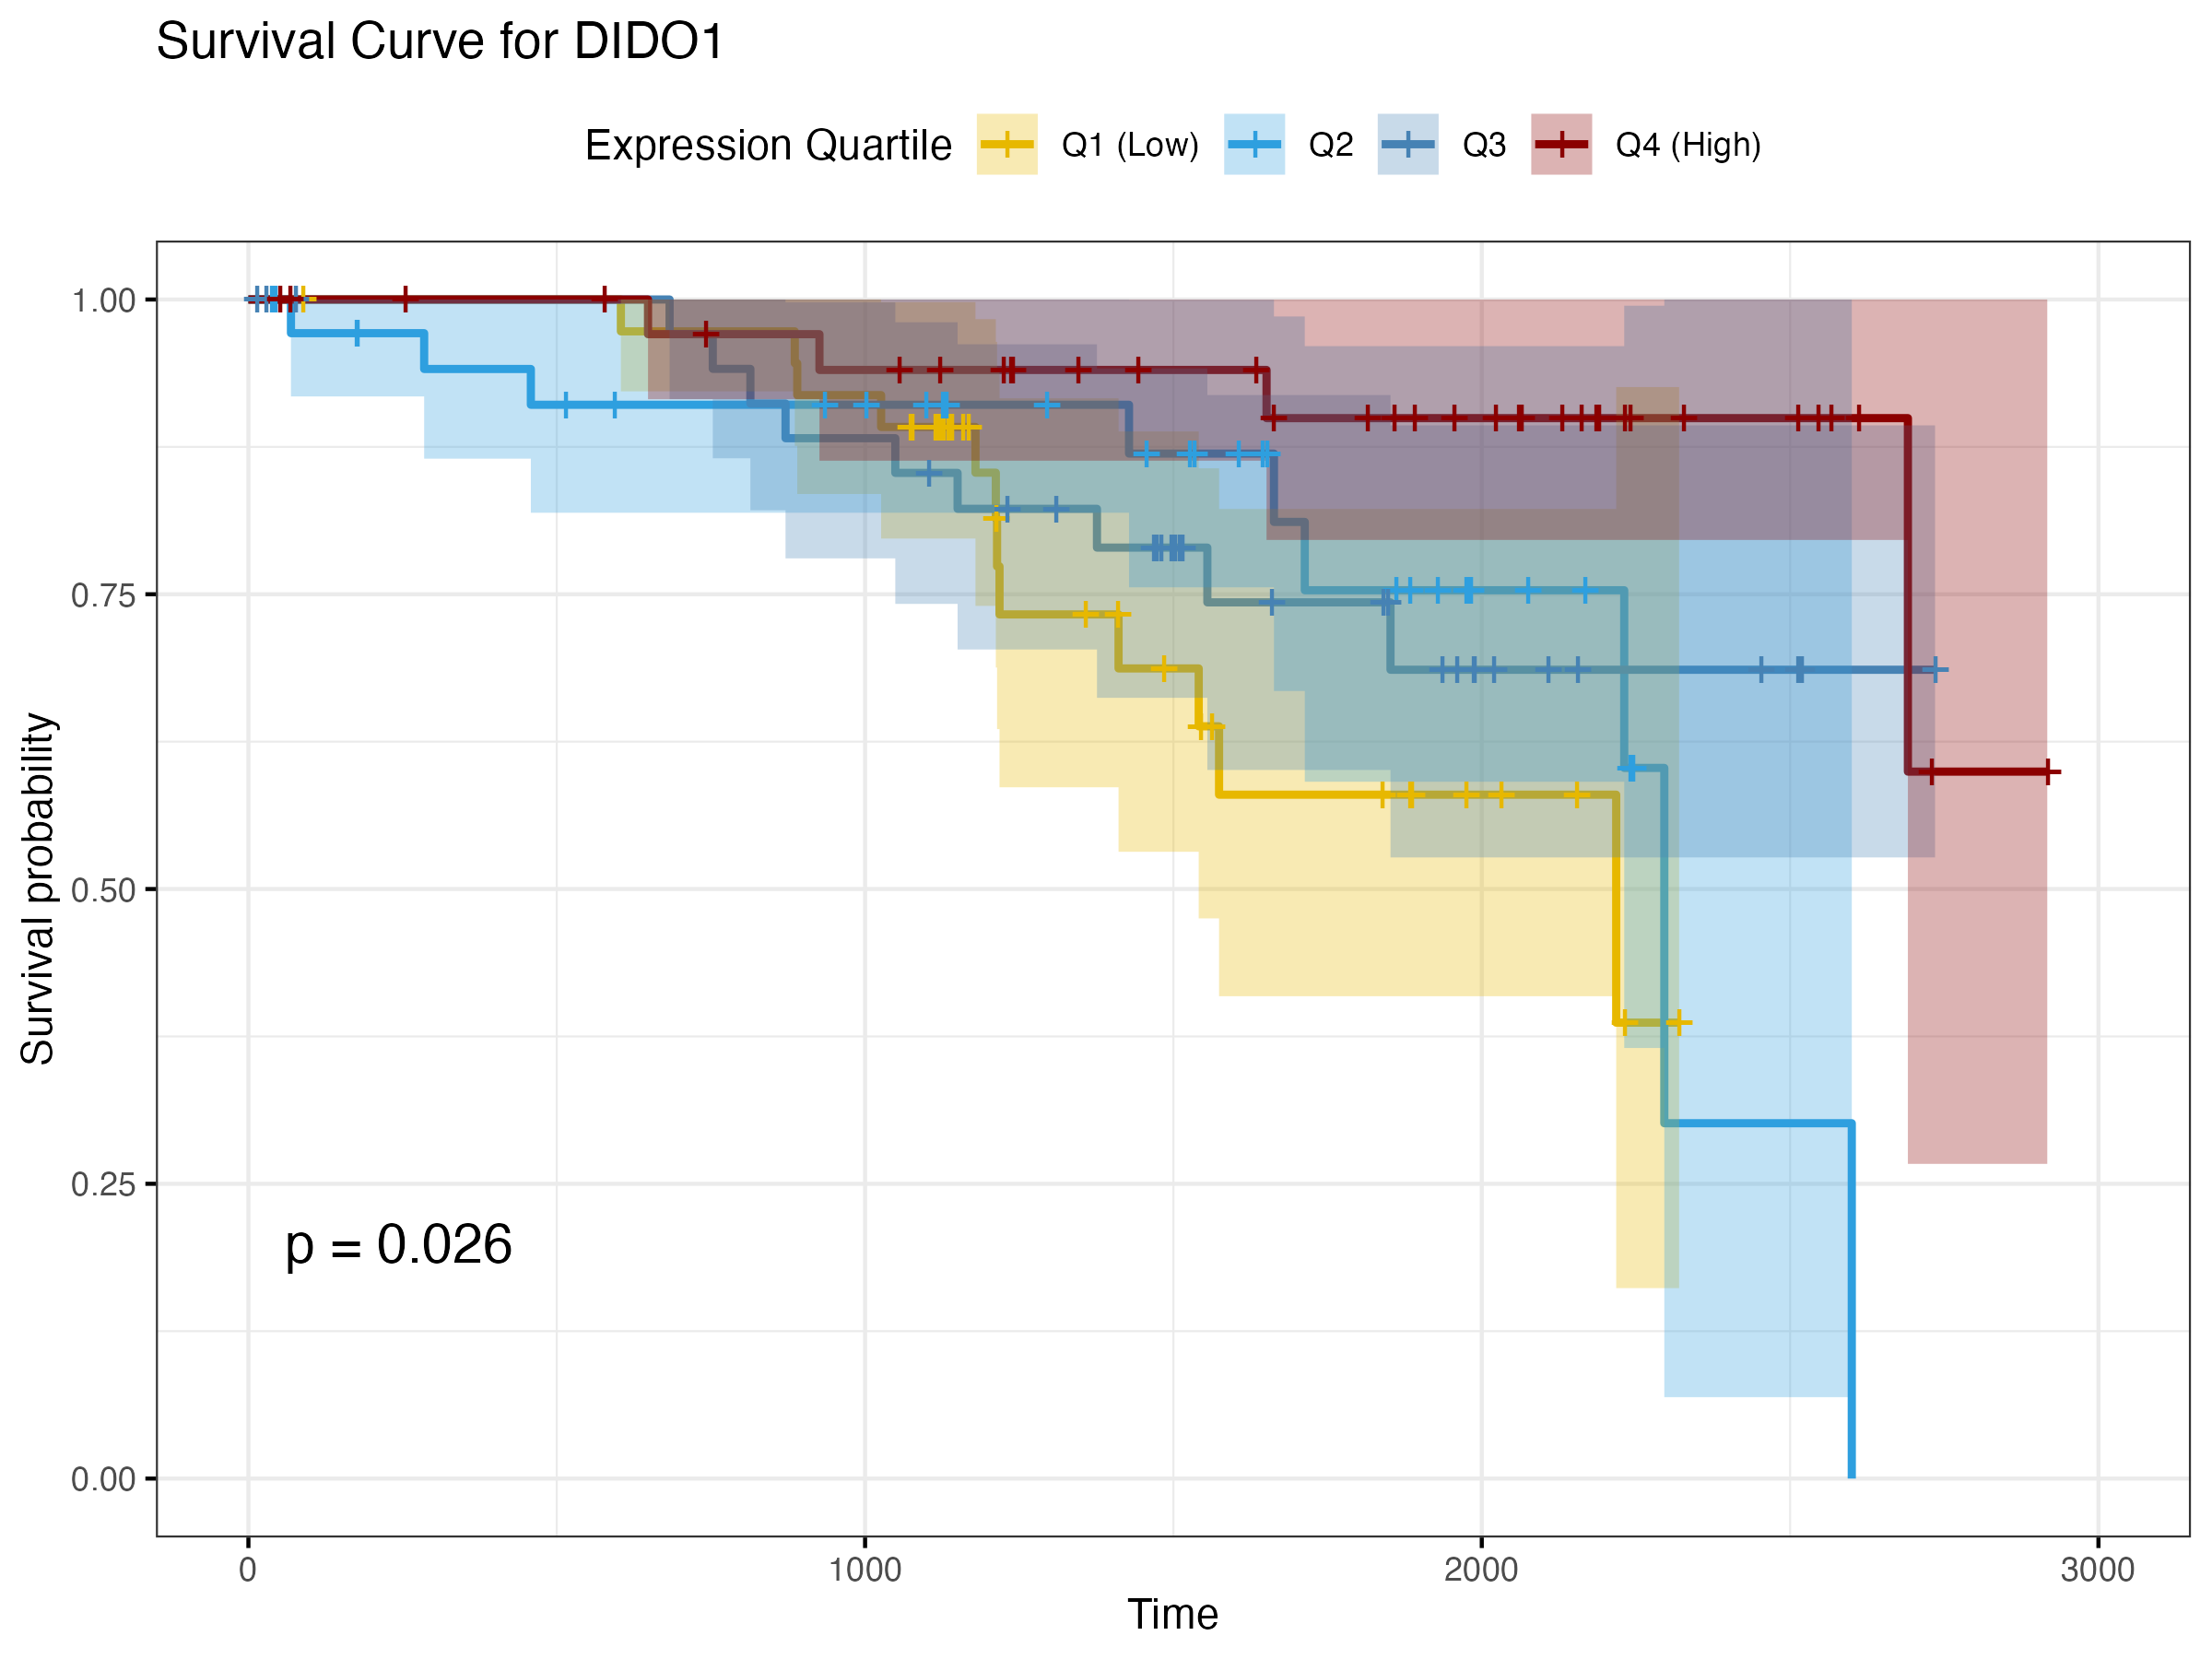 Survival Curve for DIDO1
Expression Quartile Q1 (Low) Q2 Q3 Q4 (High)
1.00
0.75
0.50
0.25
0.00
Survival probability
p = 0.026
0 1000 2000 3000
Time